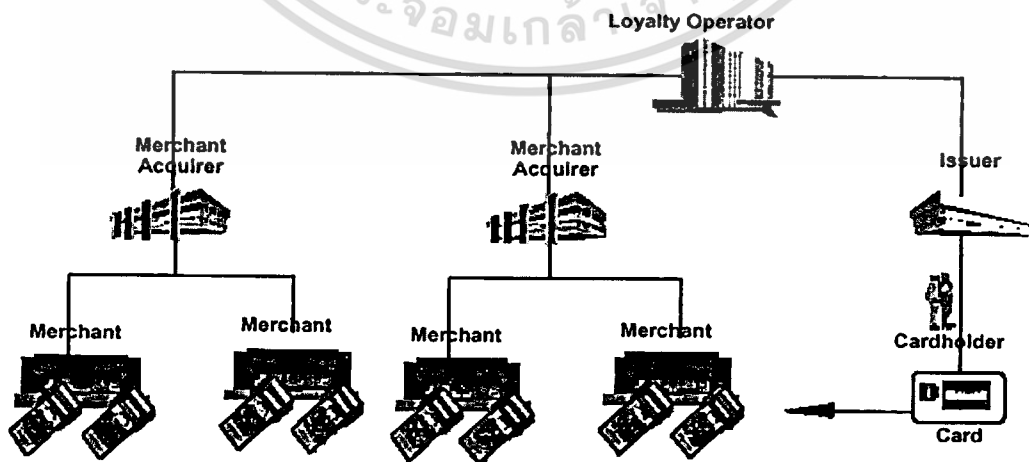 Loyalty Operator
Merchant
Acquirer
Merchant
Acquirer
Issuer
Merchant
Merchant
Merchant
Merchant
Cardholder
Card